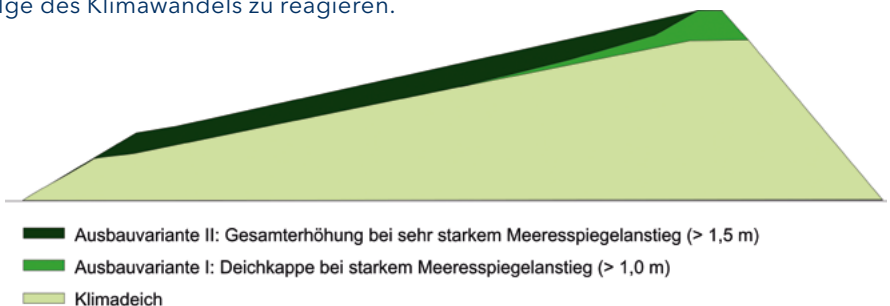 des Klimawandels zu reagieren.
Ausbauvariante II: Gesamterhöhung bei sehr starkem Meeresspiegelanstieg (> 1,5 m)
Ausbauvariante I: Deichkappe bei starkem Meeresspiegelanstieg (> 1,0 m)
Klimadeich